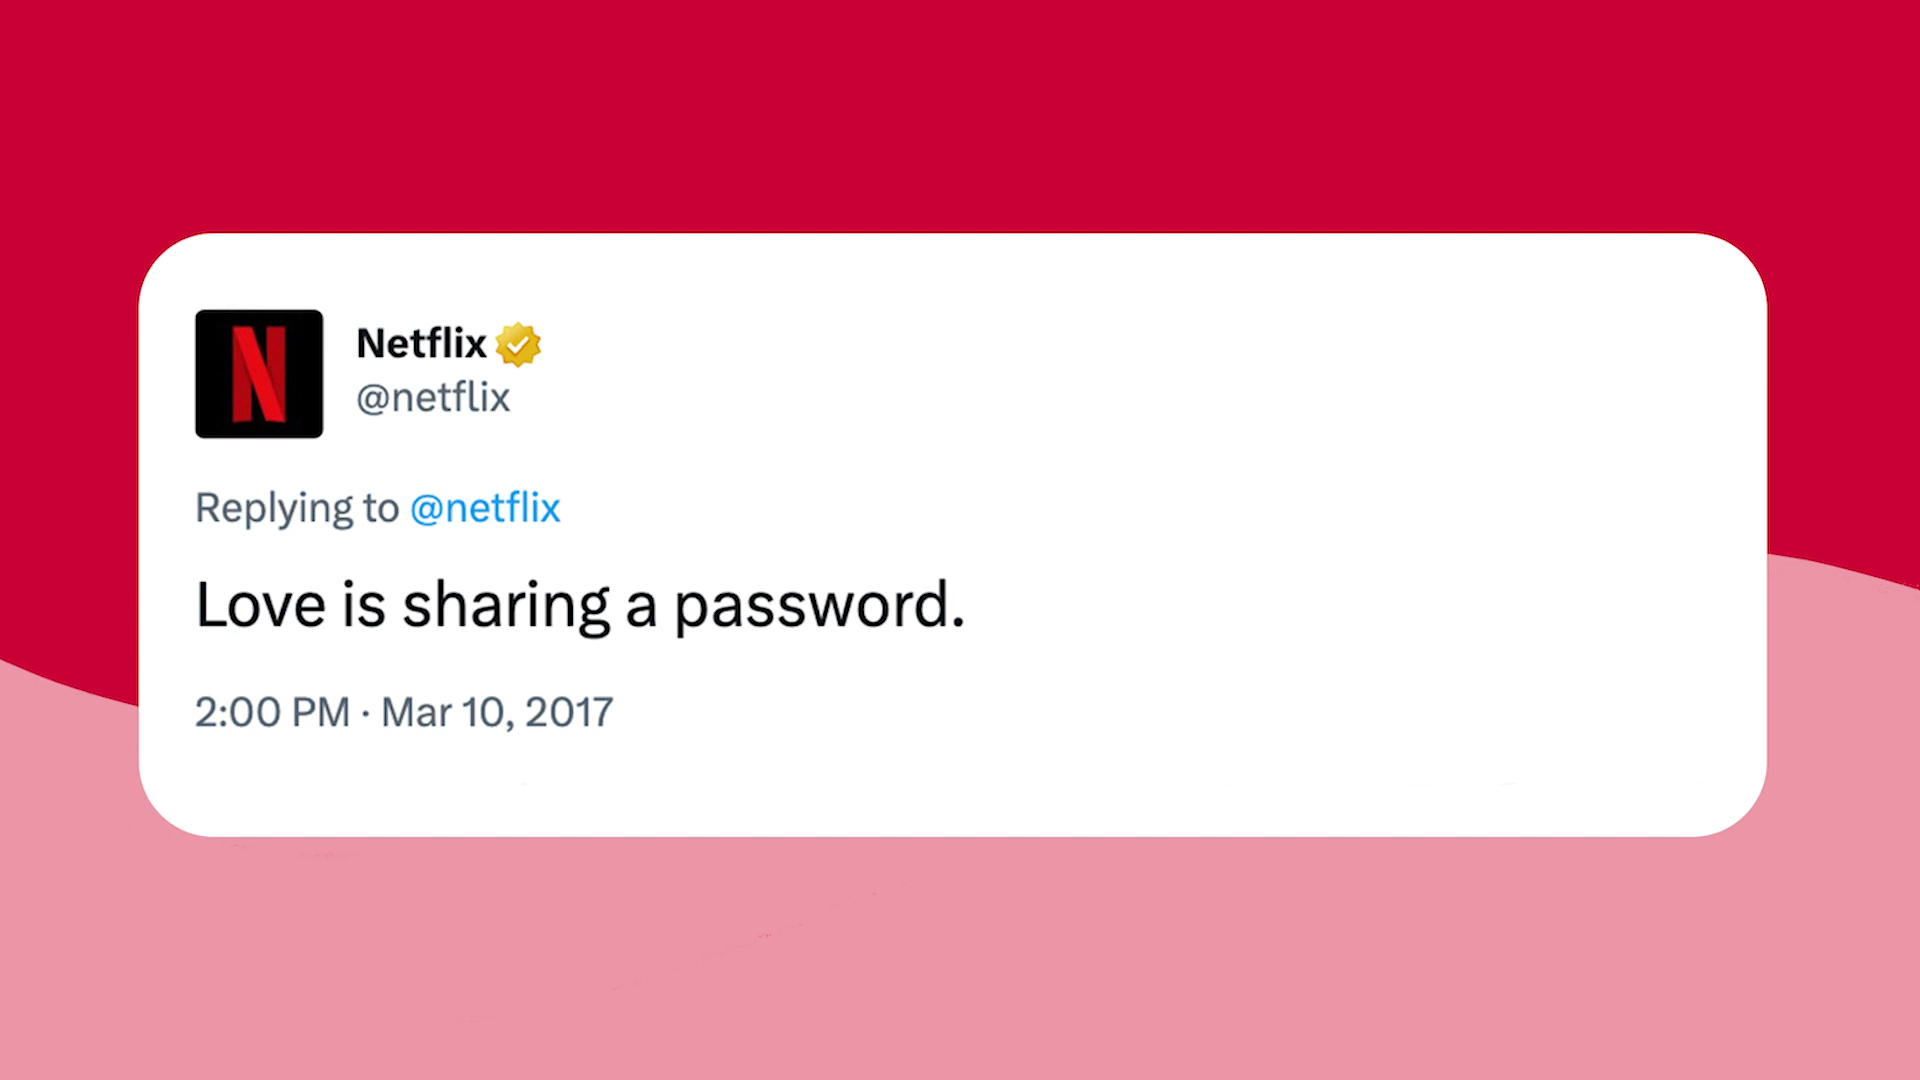 Netflix
@netflix
Replying to @netflix
Love is sharing a password.
2:00 PM · Mar 10, 2017